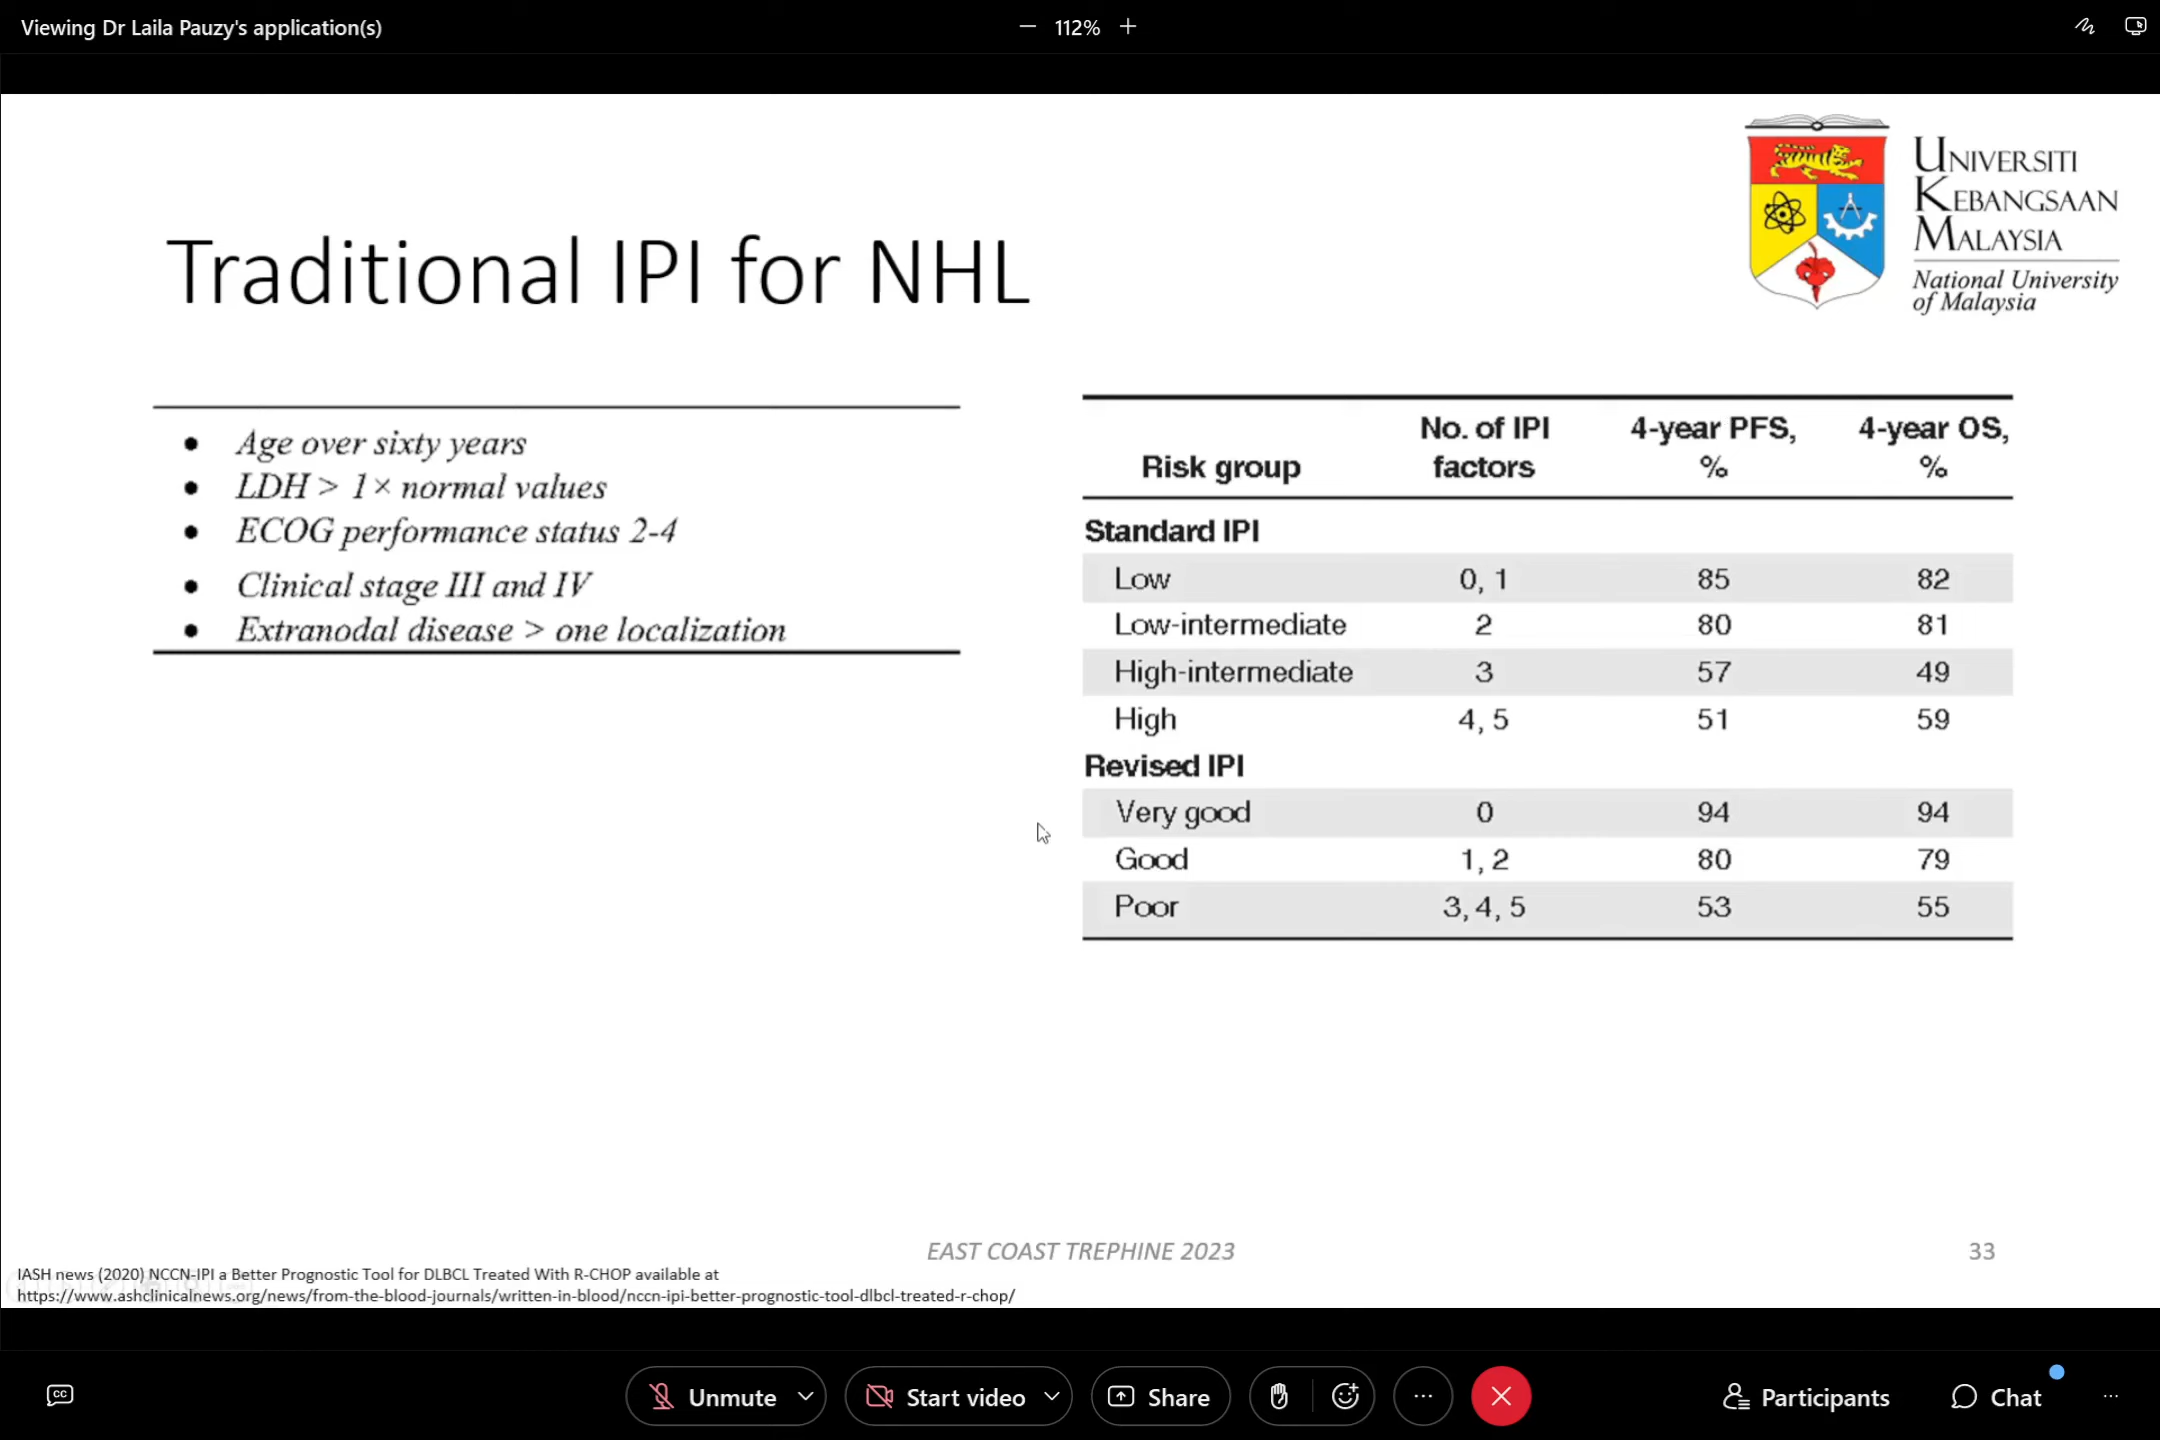 Viewing Dr Laila Pauzy's application(s)
112%
UNIVERSITI
KEBANGSAAN
MALAYSIA
National University
of Malaysia
Traditional IPI for NHL
• Age over sixty years
• LDH > 1× normal values
• ECOG performance status 2-4
• Clinical stage III and IV
• Extranodal disease > one localization
Risk group No. of IPI factors 4-year PFS, % 4-year OS, %
Standard IPI
Low 0, 1 85 82
Low-intermediate 2 80 81
High-intermediate 3 57 49
High 4, 5 51 59
Revised IPI
Very good 0 94 94
Good 1, 2 80 79
Poor 3, 4, 5 53 55
EAST COAST TREPHINE 2023
33
IASH news (2020) NCCN-IPI a Better Prognostic Tool for DLBCL Treated With R-CHOP available at
https://www.ashclinicalnews.org/news/from-the-blood-journals/written-in-blood/nccn-ipi-better-prognostic-tool-dlbcl-treated-r-chop/
CC
Unmute
Start video
Share
Participants
Chat